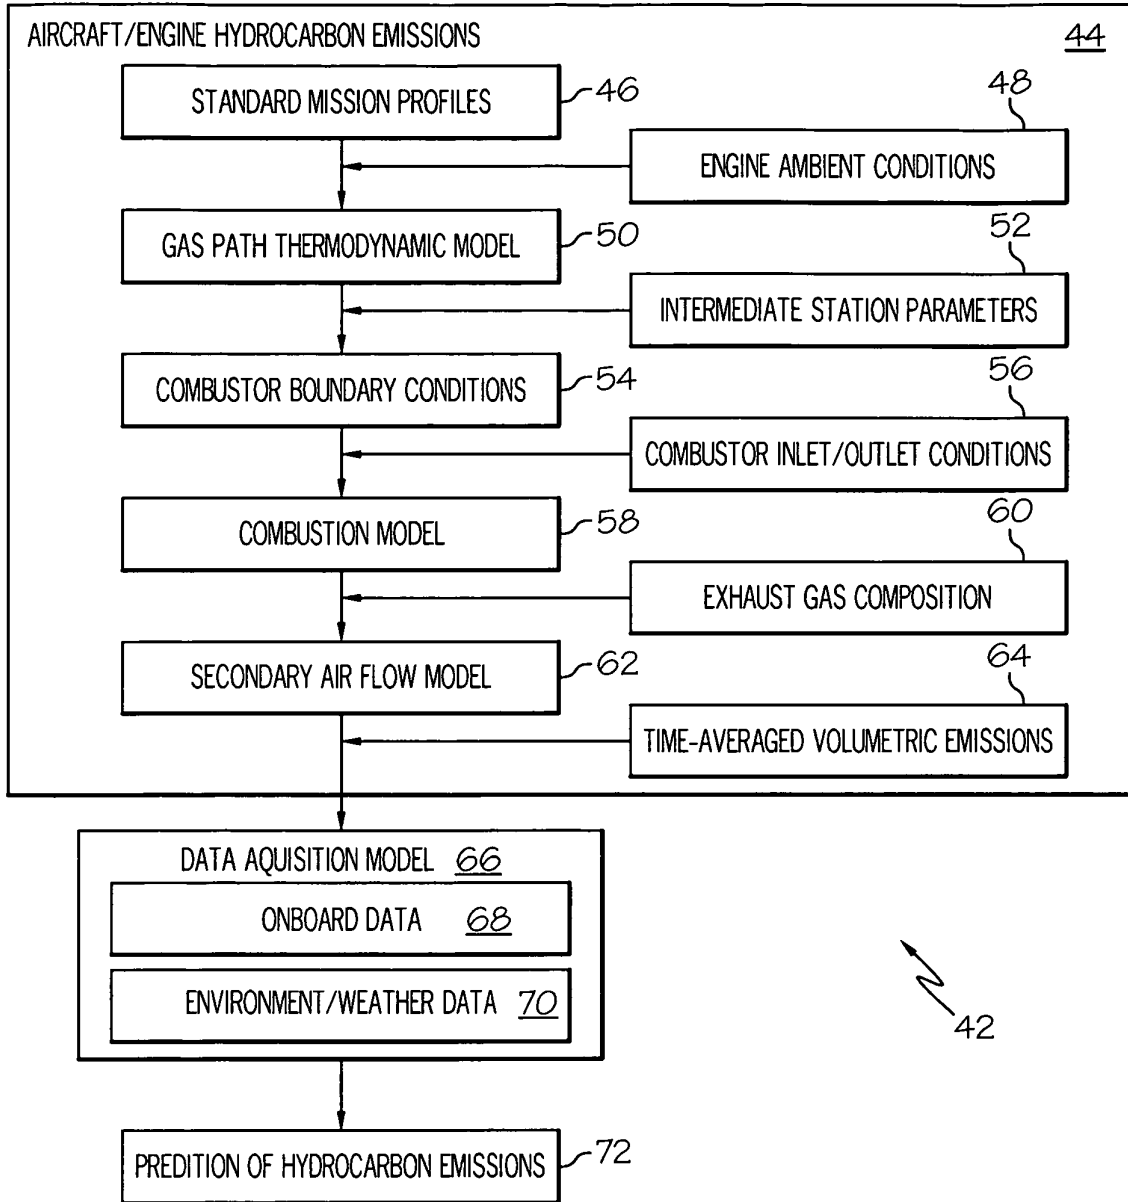 AIRCRAFT/ENGINE HYDROCARBON EMISSIONS 44
STANDARD MISSION PROFILES 46
48
ENGINE AMBIENT CONDITIONS
GAS PATH THERMODYNAMIC MODEL 50
52
INTERMEDIATE STATION PARAMETERS
COMBUSTOR BOUNDARY CONDITIONS 54
56
COMBUSTOR INLET/OUTLET CONDITIONS
COMBUSTION MODEL 58
60
EXHAUST GAS COMPOSITION
SECONDARY AIR FLOW MODEL 62
64
TIME-AVERAGED VOLUMETRIC EMISSIONS
DATA AQUISITION MODEL 66
ONBOARD DATA 68
ENVIRONMENT/WEATHER DATA 70
42
PREDITION OF HYDROCARBON EMISSIONS 72